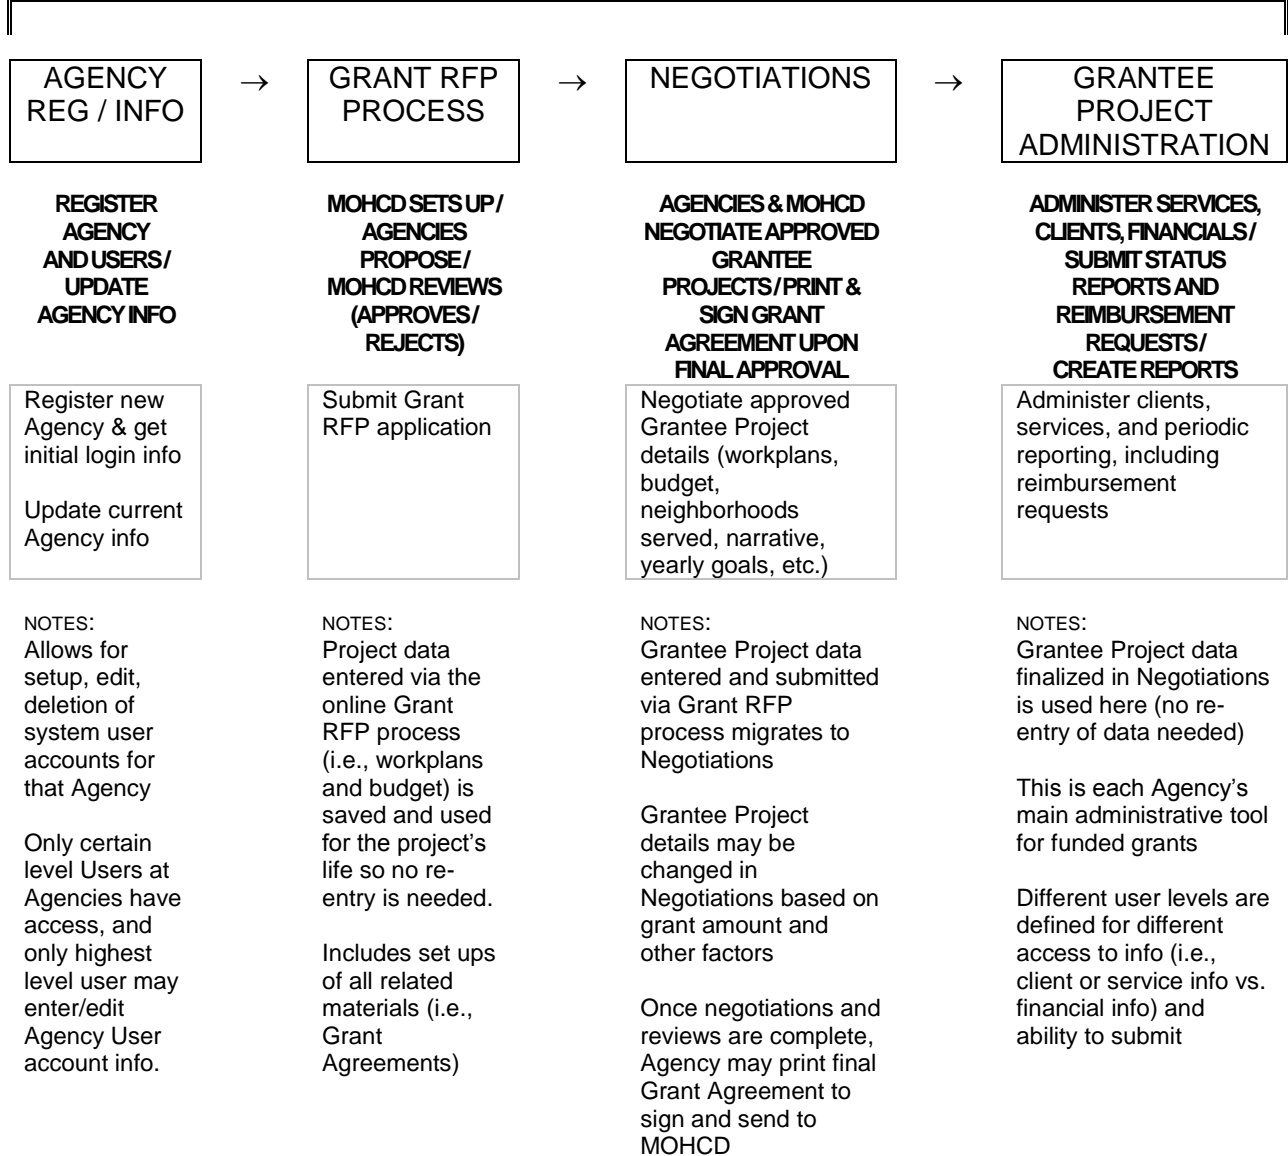 AGENCY
REG / INFO
→
GRANT RFP
PROCESS
→
NEGOTIATIONS
→
GRANTEE
PROJECT
ADMINISTRATION
REGISTER
AGENCY
AND USERS /
UPDATE
AGENCY INFO
MOHCD SETS UP /
AGENCIES
PROPOSE /
MOHCD REVIEWS
(APPROVES /
REJECTS)
AGENCIES & MOHCD
NEGOTIATE APPROVED
GRANTEE
PROJECTS / PRINT &
SIGN GRANT
AGREEMENT UPON
FINAL APPROVAL
ADMINISTER SERVICES,
CLIENTS, FINANCIALS /
SUBMIT STATUS
REPORTS AND
REIMBURSEMENT
REQUESTS /
CREATE REPORTS
Register new
Agency & get
initial login info
Update current
Agency info
Submit Grant
RFP application
Negotiate approved
Grantee Project
details (workplans,
budget,
neighborhoods
served, narrative,
yearly goals, etc.)
Administer clients,
services, and periodic
reporting, including
reimbursement
requests
NOTES:
Allows for
setup, edit,
deletion of
system user
accounts for
that Agency
Only certain
level Users at
Agencies have
access, and
only highest
level user may
enter/edit
Agency User
account info.
NOTES:
Project data
entered via the
online Grant
RFP process
(i.e., workplans
and budget) is
saved and used
for the project’s
life so no re-
entry is needed.
Includes set ups
of all related
materials (i.e.,
Grant
Agreements)
NOTES:
Grantee Project data
entered and submitted
via Grant RFP
process migrates to
Negotiations
Grantee Project
details may be
changed in
Negotiations based on
grant amount and
other factors
Once negotiations and
reviews are complete,
Agency may print final
Grant Agreement to
sign and send to
MOHCD
NOTES:
Grantee Project data
finalized in Negotiations
is used here (no re-
entry of data needed)
This is each Agency’s
main administrative tool
for funded grants
Different user levels are
defined for different
access to info (i.e.,
client or service info vs.
financial info) and
ability to submit